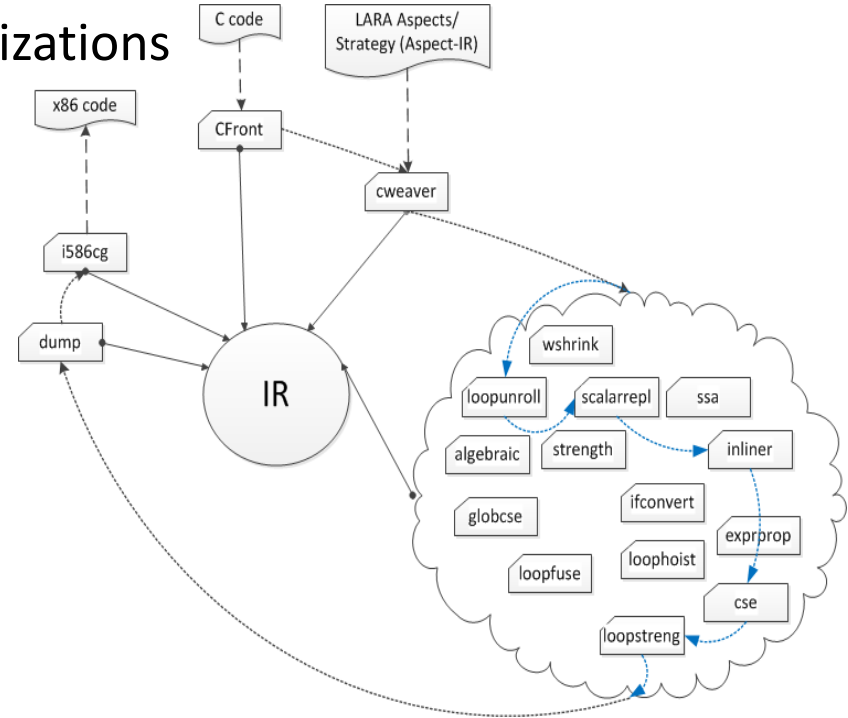 izations
C code
LARA Aspects/
Strategy (Aspect-IR)
x86 code
CFront
cweaver
i586cg
dump
IR
wshrink
loopunroll
scalarrepl
ssa
algebraic
strength
inliner
globcse
ifconvert
exprprop
loopfuse
loophoist
cse
loopstreng